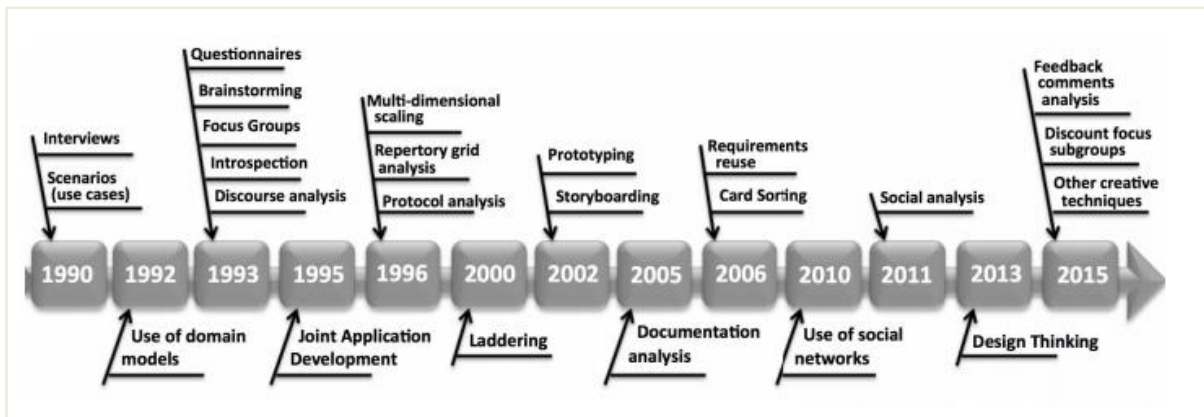 Questionnaires
Brainstorming
Focus Groups
Introspection
Discourse analysis
Interviews
Scenarios
(use cases)
Multi-dimensional
scaling
Repertory grid
analysis
Protocol analysis
Prototyping
Storyboarding
Requirements
reuse
Card Sorting
Social analysis
Feedback
comments
analysis
Discount focus
subgroups
Other creative
techniques
1990 1992 1993 1995 1996 2000 2002 2005 2006 2010 2011 2013 2015
Use of domain
models
Joint Application
Development
Laddering
Documentation
analysis
Use of social
networks
Design Thinking